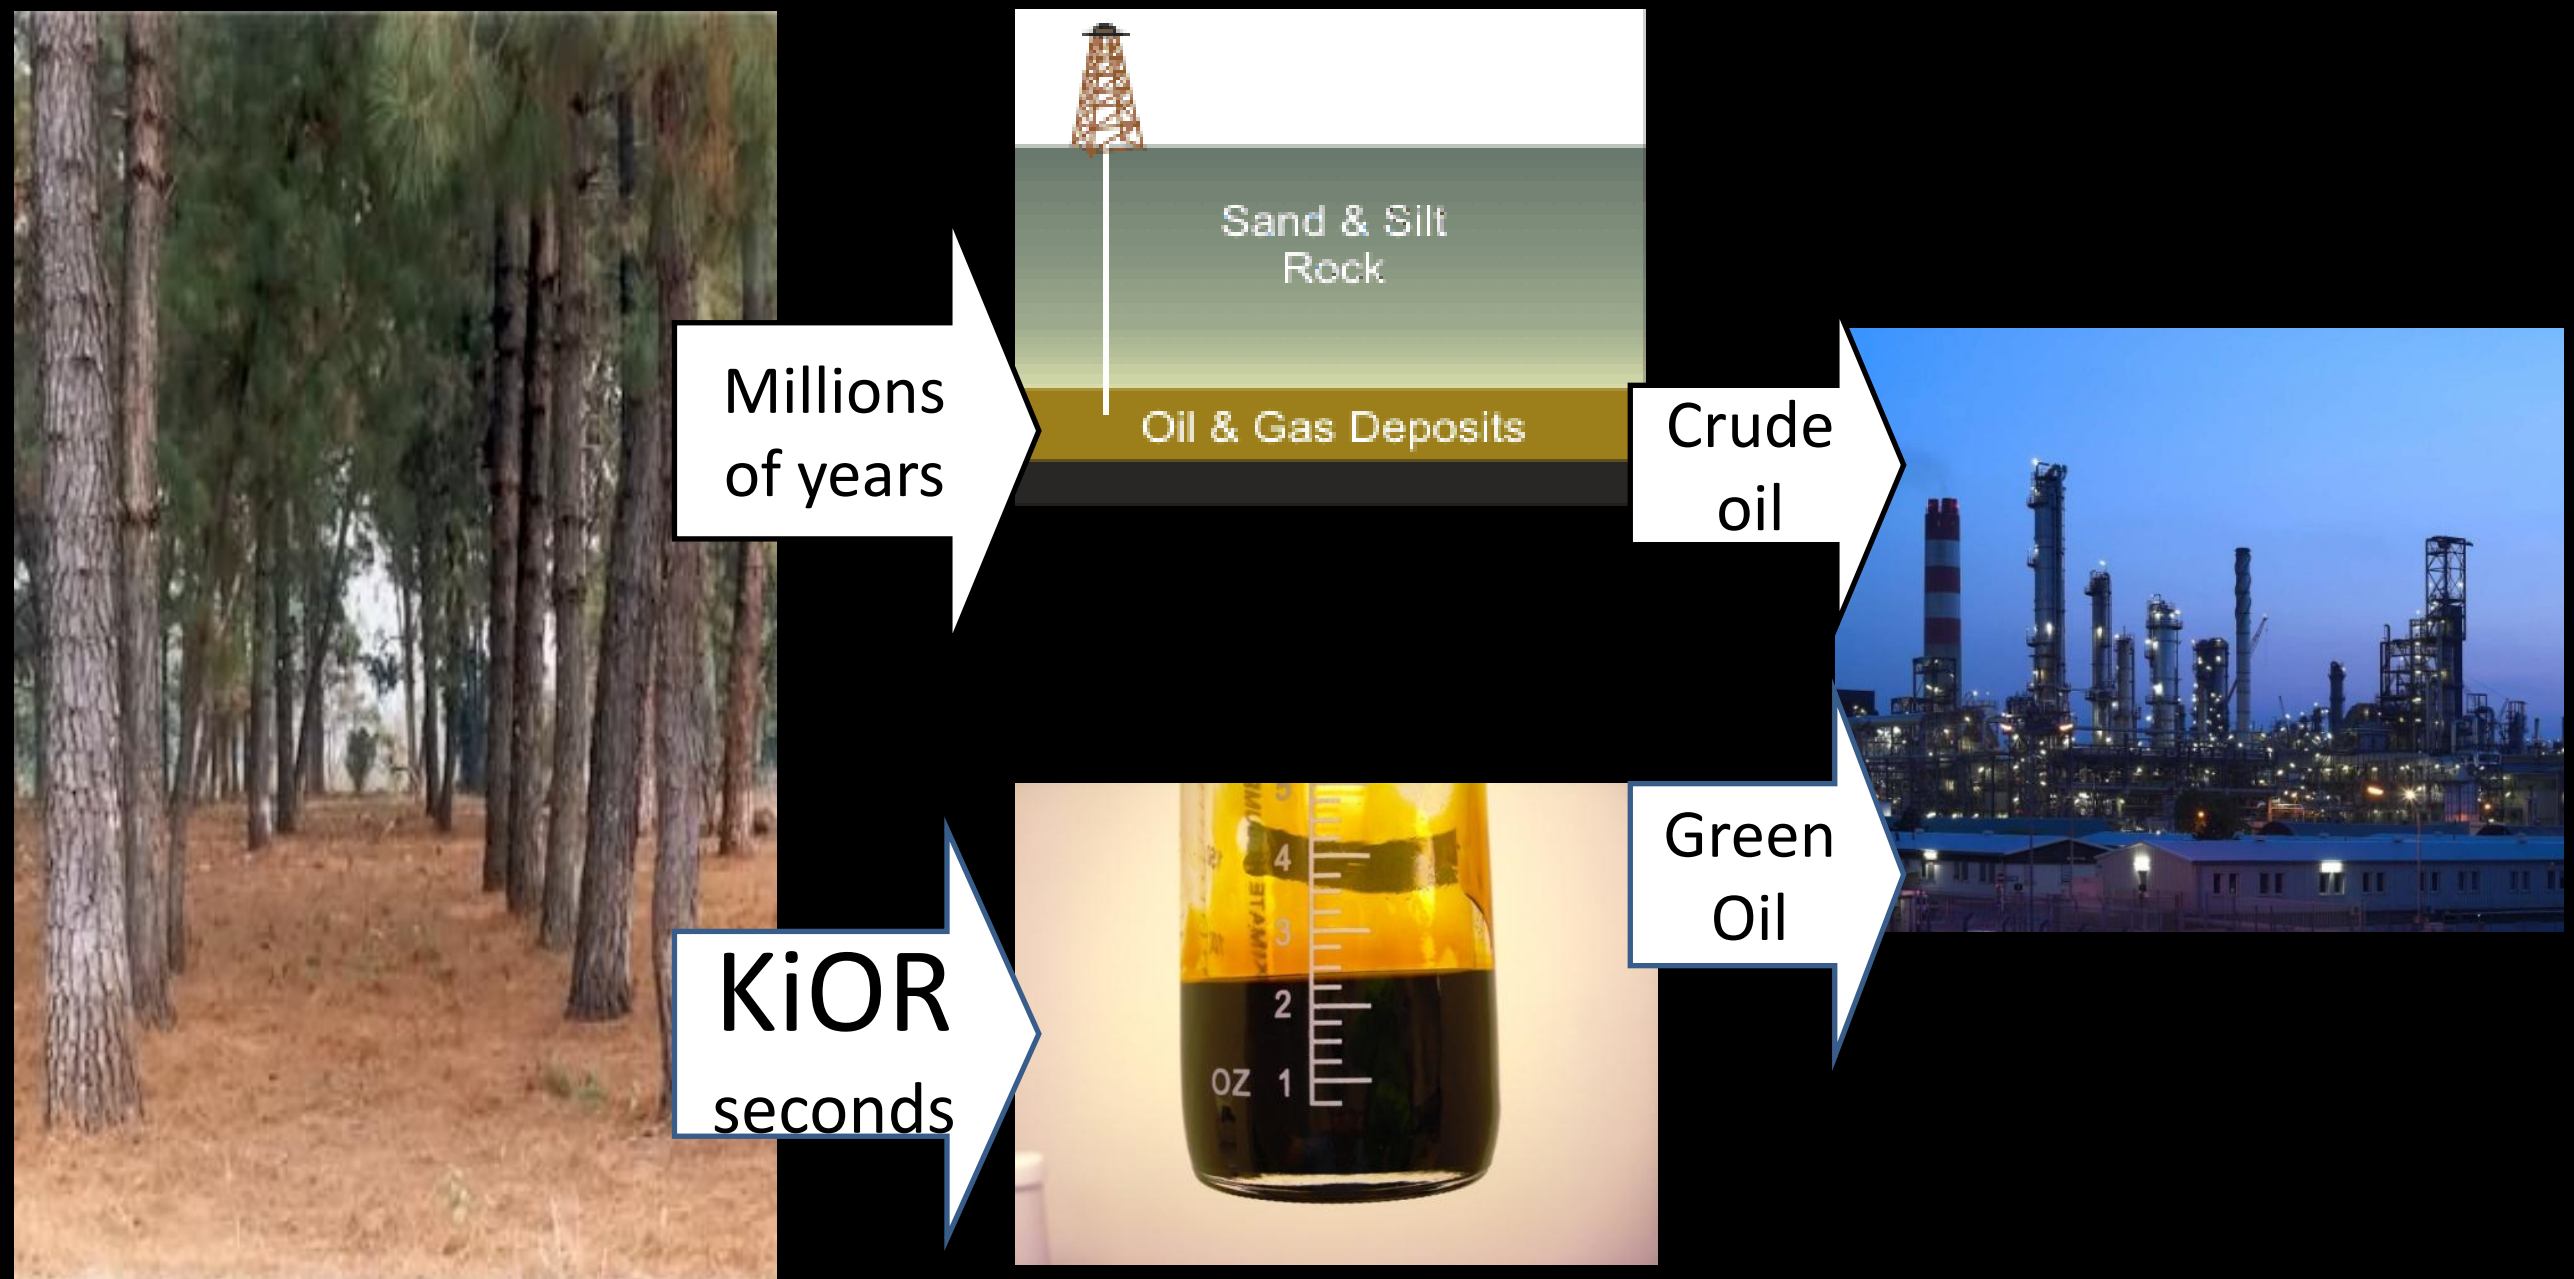 Millions
of years
Sand & Silt
Rock
Oil & Gas Deposits
Crude
oil
KiOR
seconds
4
3
2
OZ 1
Green
Oil